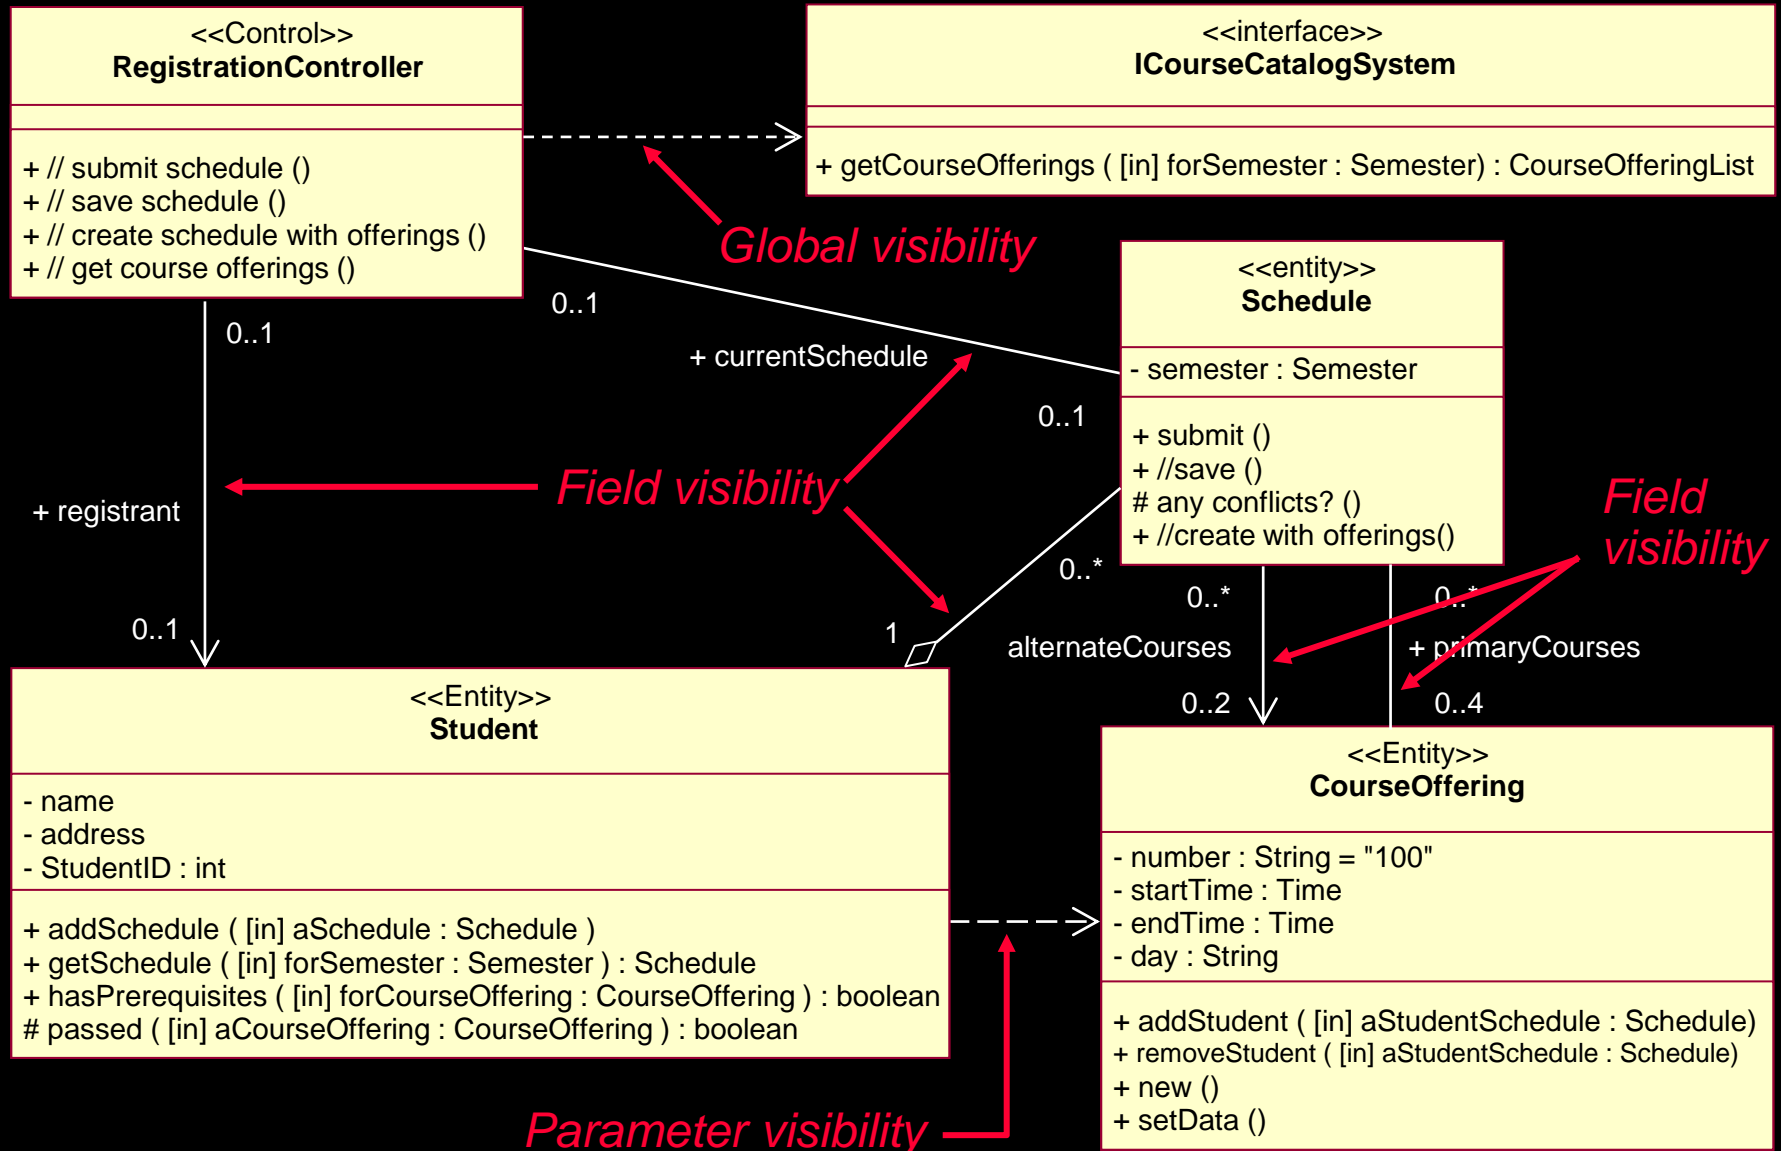 <<Control>>
RegistrationController
+ // submit schedule ()
+ // save schedule ()
+ // create schedule with offerings ()
+ // get course offerings ()
<<interface>>
ICourseCatalogSystem
+ getCourseOfferings ( [in] forSemester : Semester) : CourseOfferingList
Global visibility
0..1
0..1
+ currentSchedule
0..1
<<entity>>
Schedule
- semester : Semester
+ submit ()
+ //save ()
# any conflicts? ()
+ //create with offerings()
Field visibility
+ registrant
0..1
Field
visibility
0..*
1
0..*
0..*
alternateCourses
+ primaryCourses
0..2
0..4
<<Entity>>
Student
- name
- address
- StudentID : int
+ addSchedule ( [in] aSchedule : Schedule )
+ getSchedule ( [in] forSemester : Semester ) : Schedule
+ hasPrerequisites ( [in] forCourseOffering : CourseOffering ) : boolean
# passed ( [in] aCourseOffering : CourseOffering ) : boolean
<<Entity>>
CourseOffering
- number : String = "100"
- startTime : Time
- endTime : Time
- day : String
+ addStudent ( [in] aStudentSchedule : Schedule)
+ removeStudent ( [in] aStudentSchedule : Schedule)
+ new ()
+ setData ()
Parameter visibility